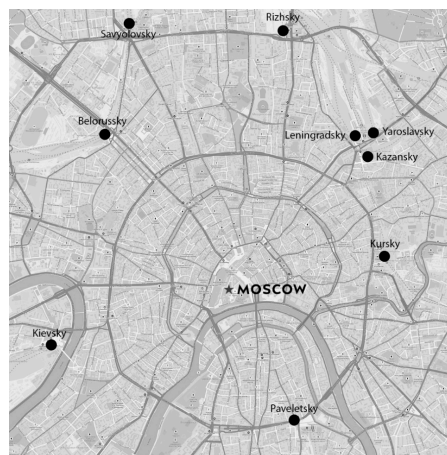 Rizhsky
Savyolovsky
Belorussky
Leningradsky
Yaroslavsky
Kazansky
Kursky
MOSCOW
Kievsky
Paveletsky